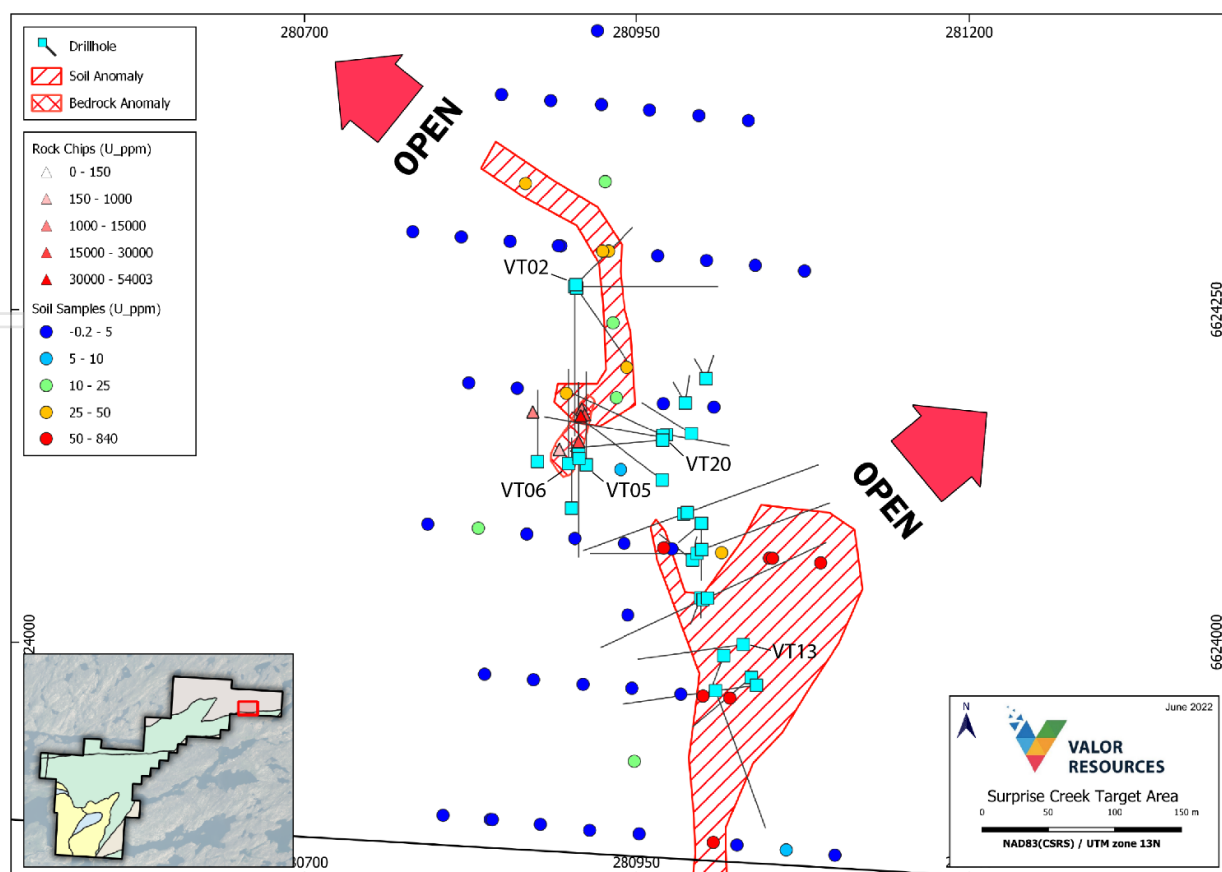 280700
280950
281200
Drillhole
Soil Anomaly
Bedrock Anomaly
Rock Chips (U_ppm)
0 - 150
150 - 1000
1000 - 15000
15000 - 30000
30000 - 54003
Soil Samples (U_ppm)
-0.2 - 5
5 - 10
10 - 25
25 - 50
50 - 840
OPEN
VT02
6624250
VT20
VT06
VT05
OPEN
24000
6624000
VT13
N
June 2022
VALOR
RESOURCES
Surprise Creek Target Area
0 50 100 150 m
NAD83(CSRS) / UTM zone 13N
280700
280950